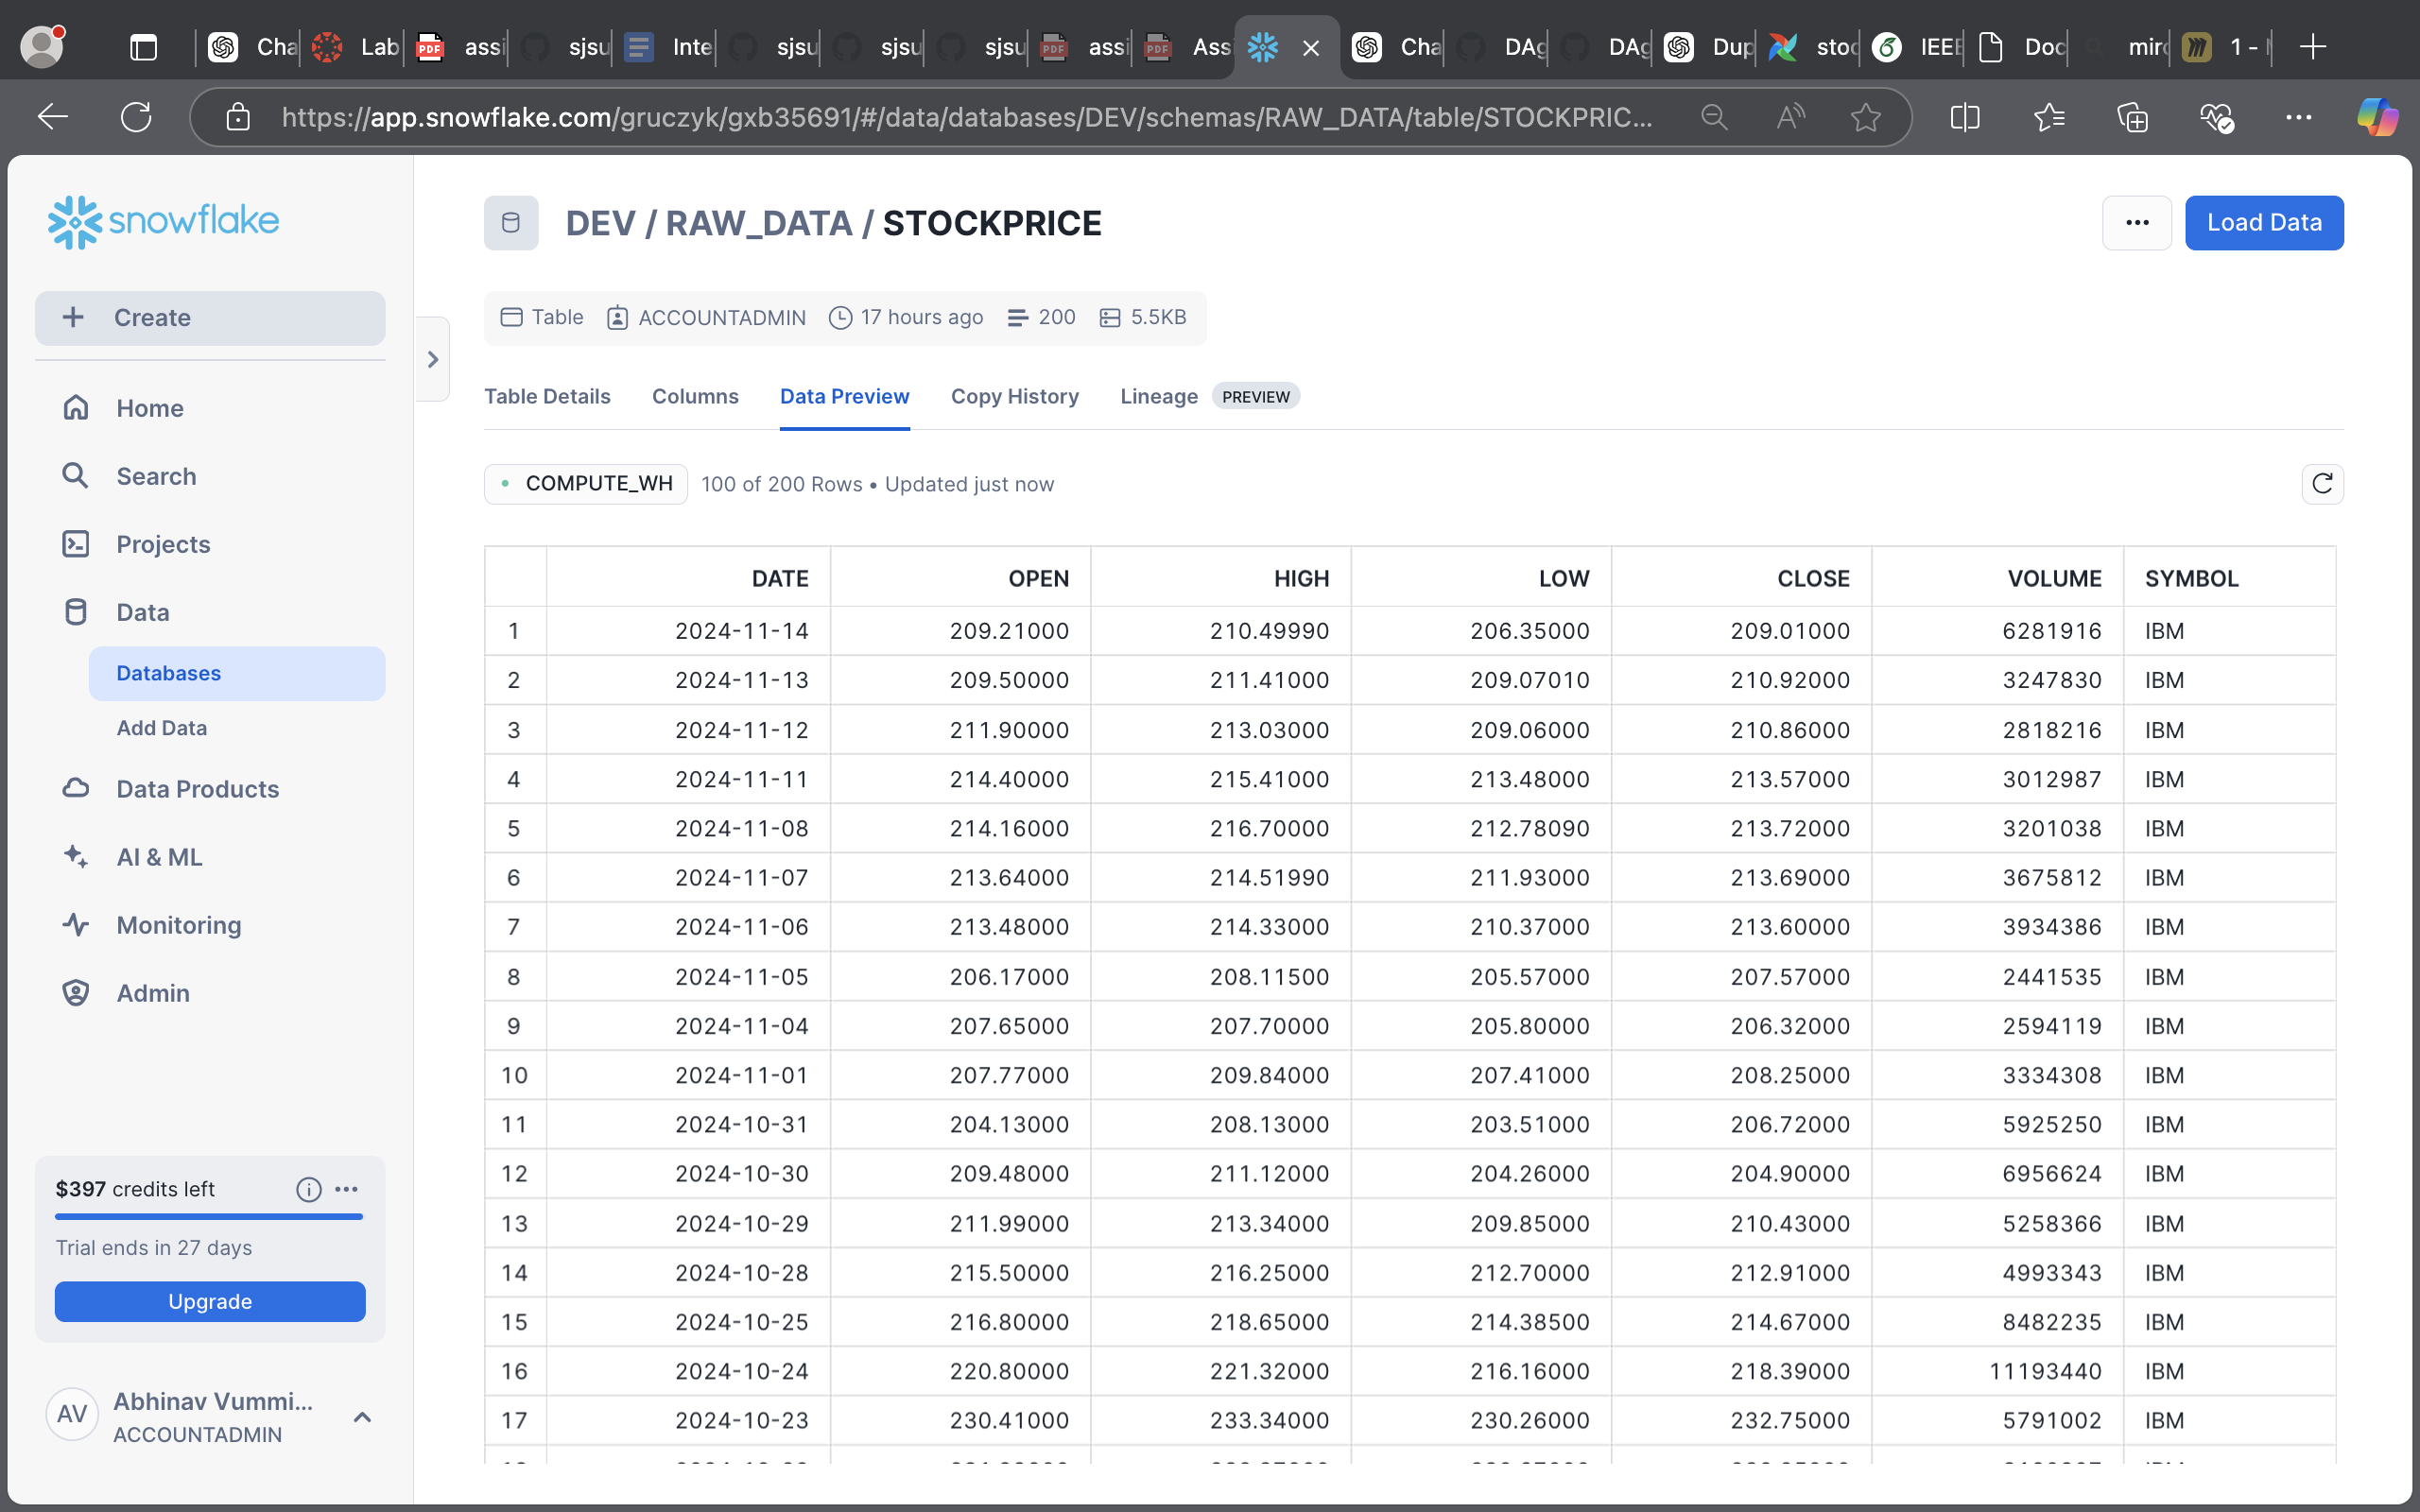 Cha Lab PDF assi sjsu Inte sjsu sjsu sjsu PDF assi PDF Ass Cha DAg DAg Dup stoc IEEE Doc miro 1 -
https://app.snowflake.com/gruczyk/gxb35691/#/data/databases/DEV/schemas/RAW_DATA/table/STOCKPRIC...
snowflake
Create
Home
Search
Projects
Data
Databases
Add Data
Data Products
AI & ML
Monitoring
Admin
$397 credits left
Trial ends in 27 days
Upgrade
AV
Abhinav Vummi...
ACCOUNTADMIN
DEV / RAW_DATA / STOCKPRICE
Load Data
Table ACCOUNTADMIN 17 hours ago 200 5.5KB
Table Details Columns Data Preview Copy History Lineage PREVIEW
COMPUTE_WH 100 of 200 Rows • Updated just now
DATE OPEN HIGH LOW CLOSE VOLUME SYMBOL
1 2024-11-14 209.21000 210.49990 206.35000 209.01000 6281916 IBM
2 2024-11-13 209.50000 211.41000 209.07010 210.92000 3247830 IBM
3 2024-11-12 211.90000 213.03000 209.06000 210.86000 2818216 IBM
4 2024-11-11 214.40000 215.41000 213.48000 213.57000 3012987 IBM
5 2024-11-08 214.16000 216.70000 212.78090 213.72000 3201038 IBM
6 2024-11-07 213.64000 214.51990 211.93000 213.69000 3675812 IBM
7 2024-11-06 213.48000 214.33000 210.37000 213.60000 3934386 IBM
8 2024-11-05 206.17000 208.11500 205.57000 207.57000 2441535 IBM
9 2024-11-04 207.65000 207.70000 205.80000 206.32000 2594119 IBM
10 2024-11-01 207.77000 209.84000 207.41000 208.25000 3334308 IBM
11 2024-10-31 204.13000 208.13000 203.51000 206.72000 5925250 IBM
12 2024-10-30 209.48000 211.12000 204.26000 204.90000 6956624 IBM
13 2024-10-29 211.99000 213.34000 209.85000 210.43000 5258366 IBM
14 2024-10-28 215.50000 216.25000 212.70000 212.91000 4993343 IBM
15 2024-10-25 216.80000 218.65000 214.38500 214.67000 8482235 IBM
16 2024-10-24 220.80000 221.32000 216.16000 218.39000 11193440 IBM
17 2024-10-23 230.41000 233.34000 230.26000 232.75000 5791002 IBM